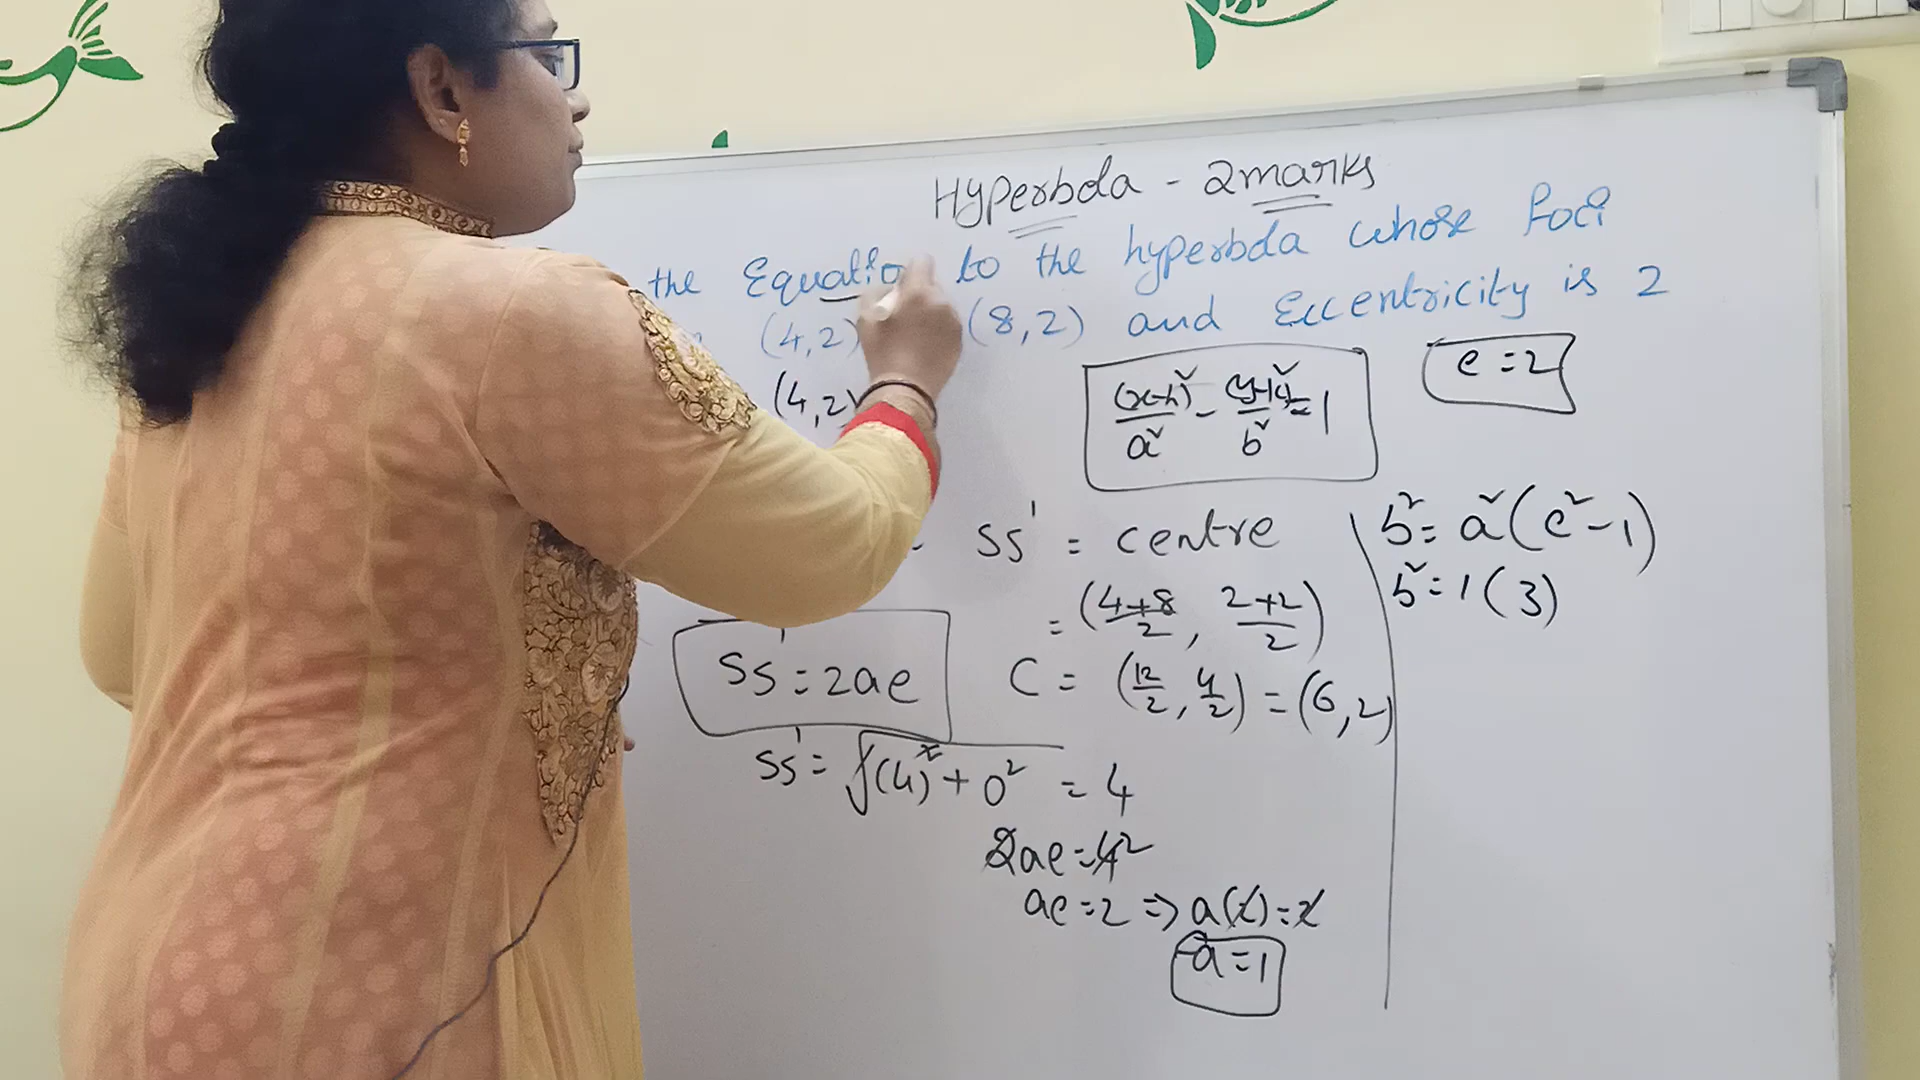 Hyperbola - 2marks
the Equatio to the hyperbola whose Foci
(4,2) (8,2) and Eccentricity is 2
(4,2)
(x-h)²/a² - (y-k)²/b² = 1
e = 2
SS' = centre
= (4+8/2, 2+2/2)
C = (12/2, 4/2) = (6,2)
SS' = 2ae
SS' = √(4)² + 0² = 4
2ae = 4 2
ae = 2 => a(2) = 2
a = 1
b² = a²(e²-1)
b² = 1(3)